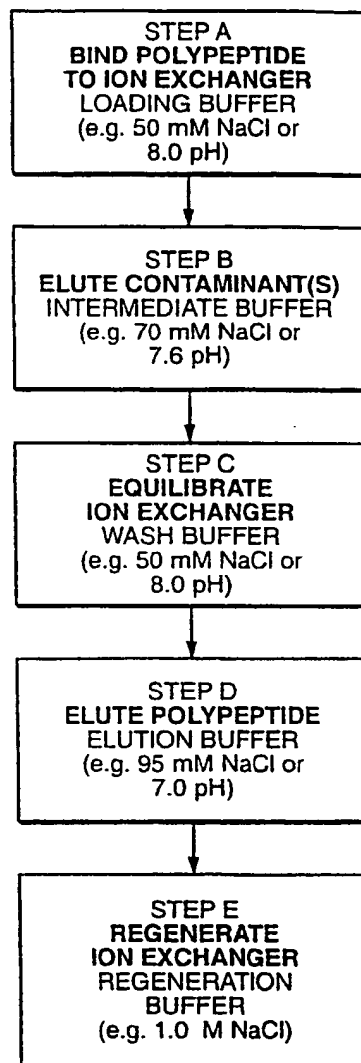 STEP A
BIND POLYPEPTIDE
TO ION EXCHANGER
LOADING BUFFER
(e.g. 50 mM NaCl or
8.0 pH)
STEP B
ELUTE CONTAMINANT(S)
INTERMEDIATE BUFFER
(e.g. 70 mM NaCl or
7.6 pH)
STEP C
EQUILIBRATE
ION EXCHANGER
WASH BUFFER
(e.g. 50 mM NaCl or
8.0 pH)
STEP D
ELUTE POLYPEPTIDE
ELUTION BUFFER
(e.g. 95 mM NaCl or
7.0 pH)
STEP E
REGENERATE
ION EXCHANGER
REGENERATION
BUFFER
(e.g. 1.0 M NaCl)